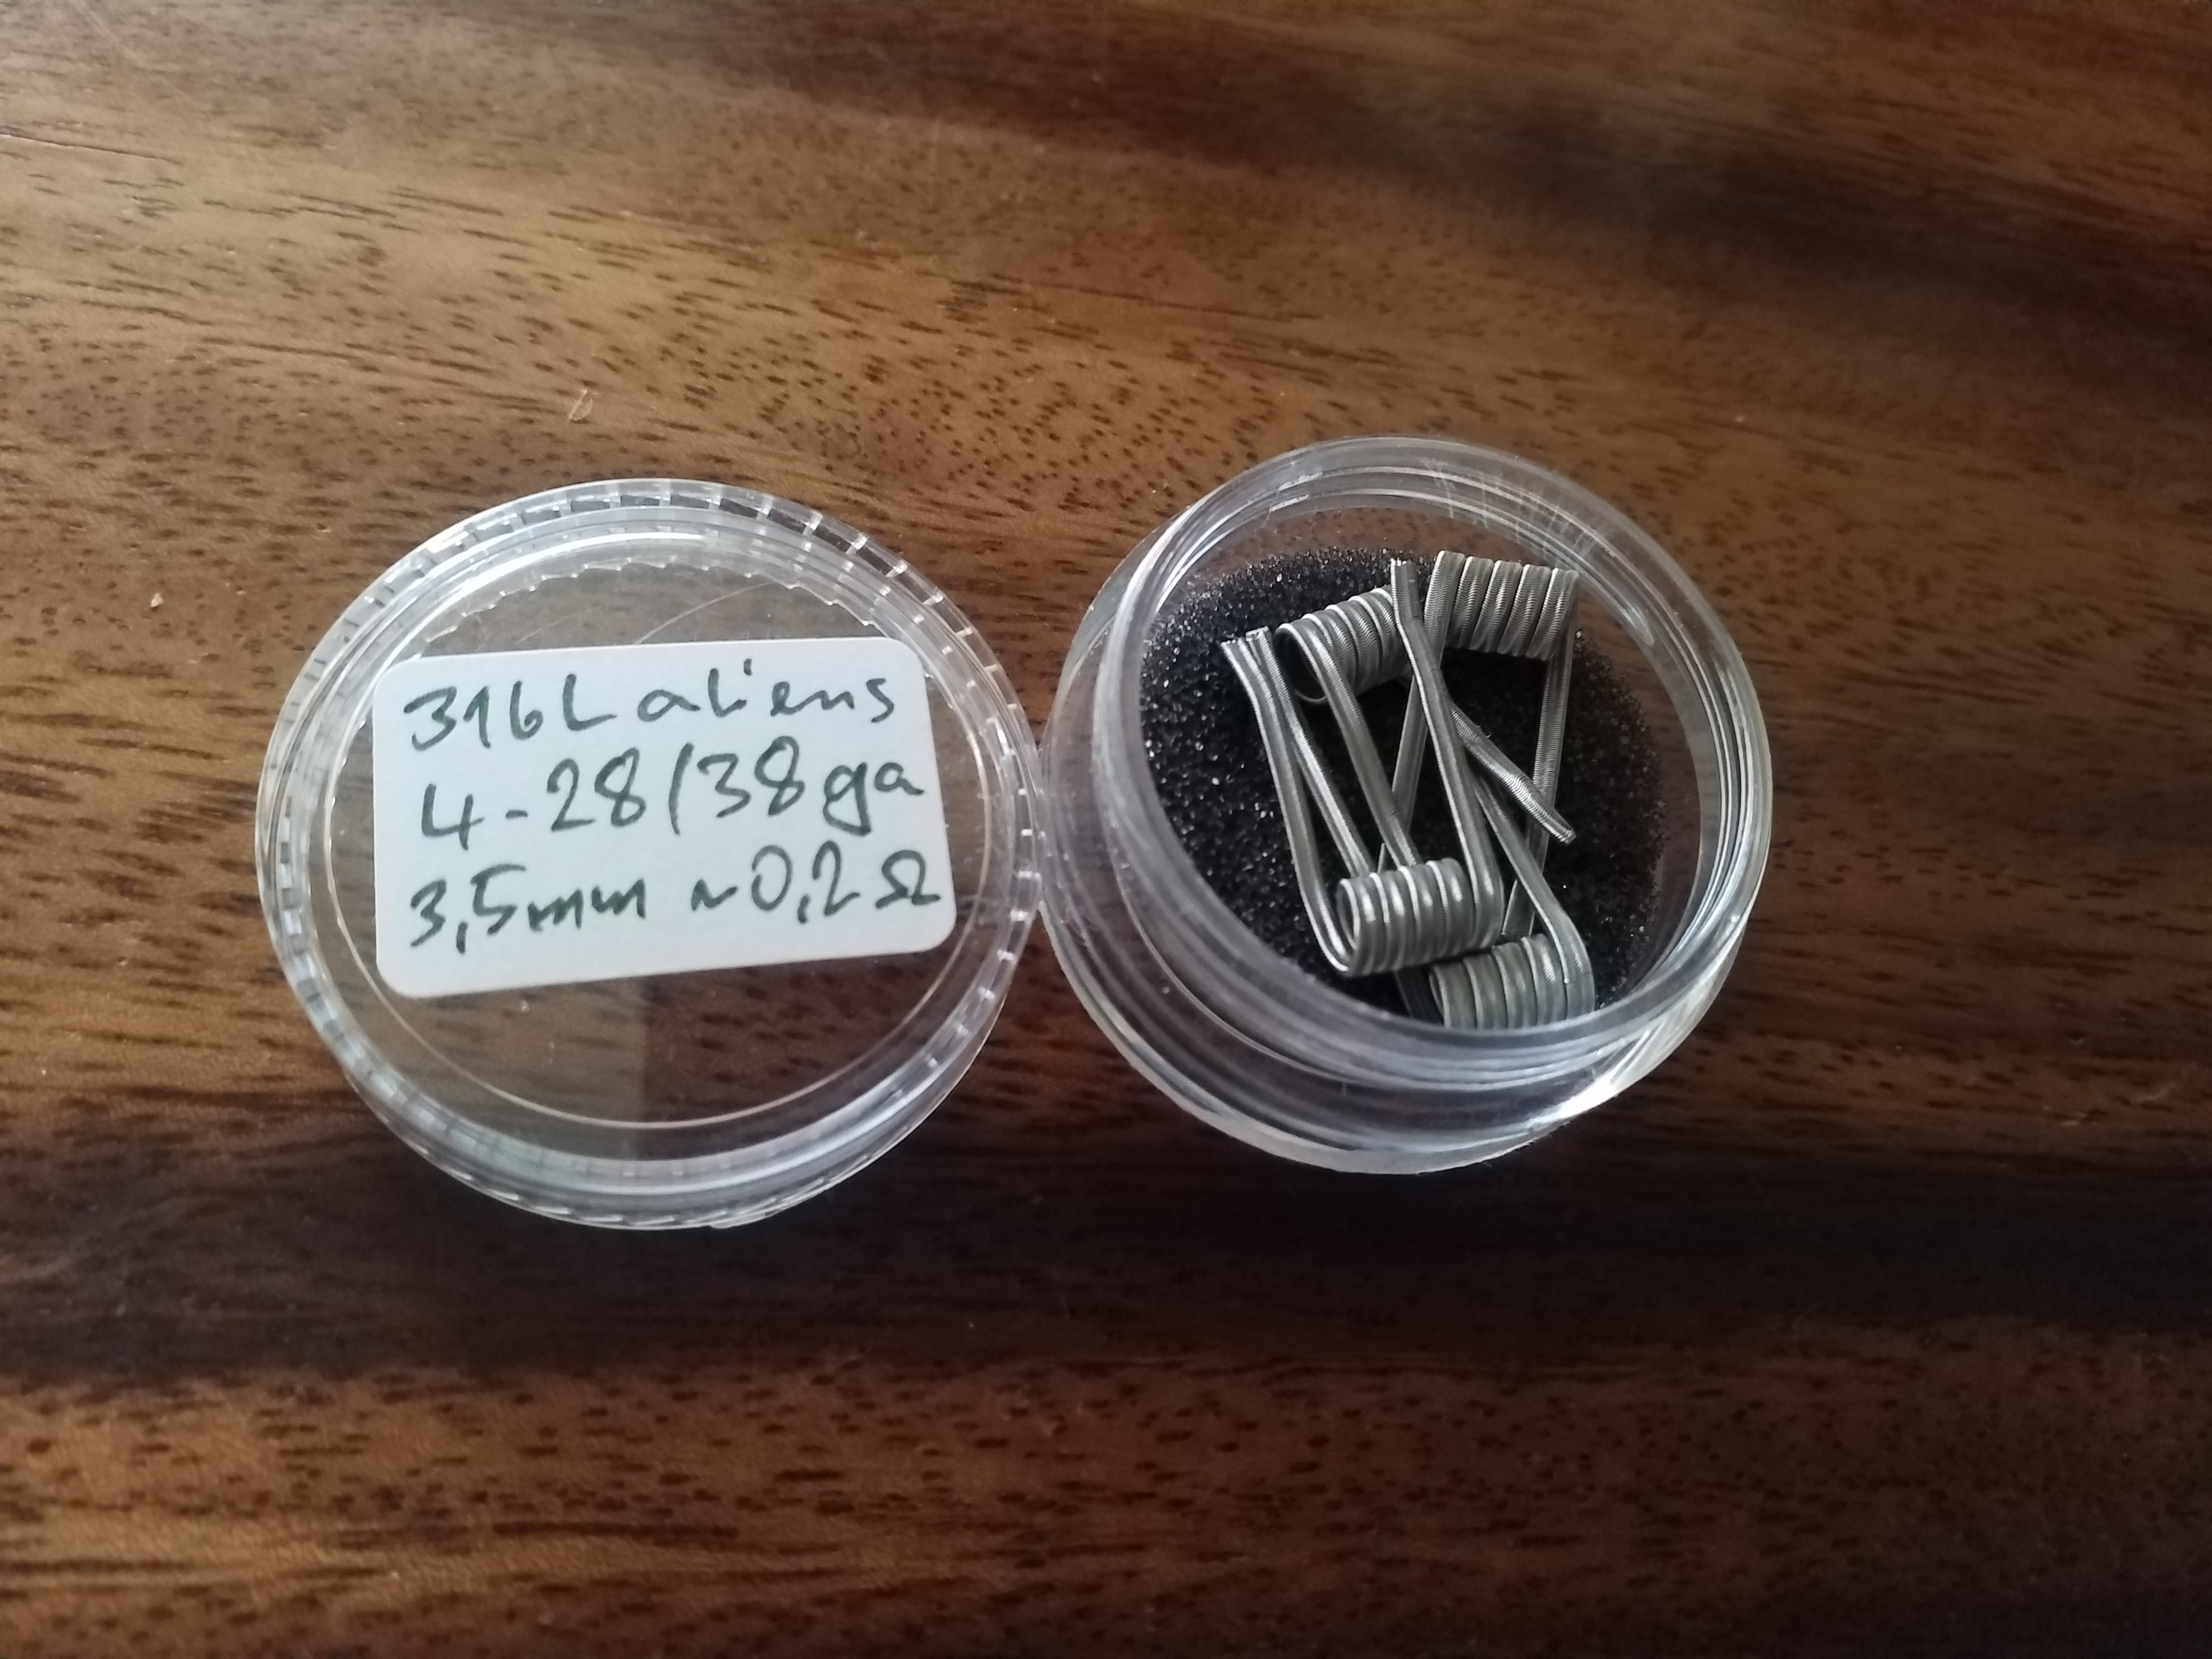 316L aliens
4-28/38ga
3,5mm ~0,2Ω